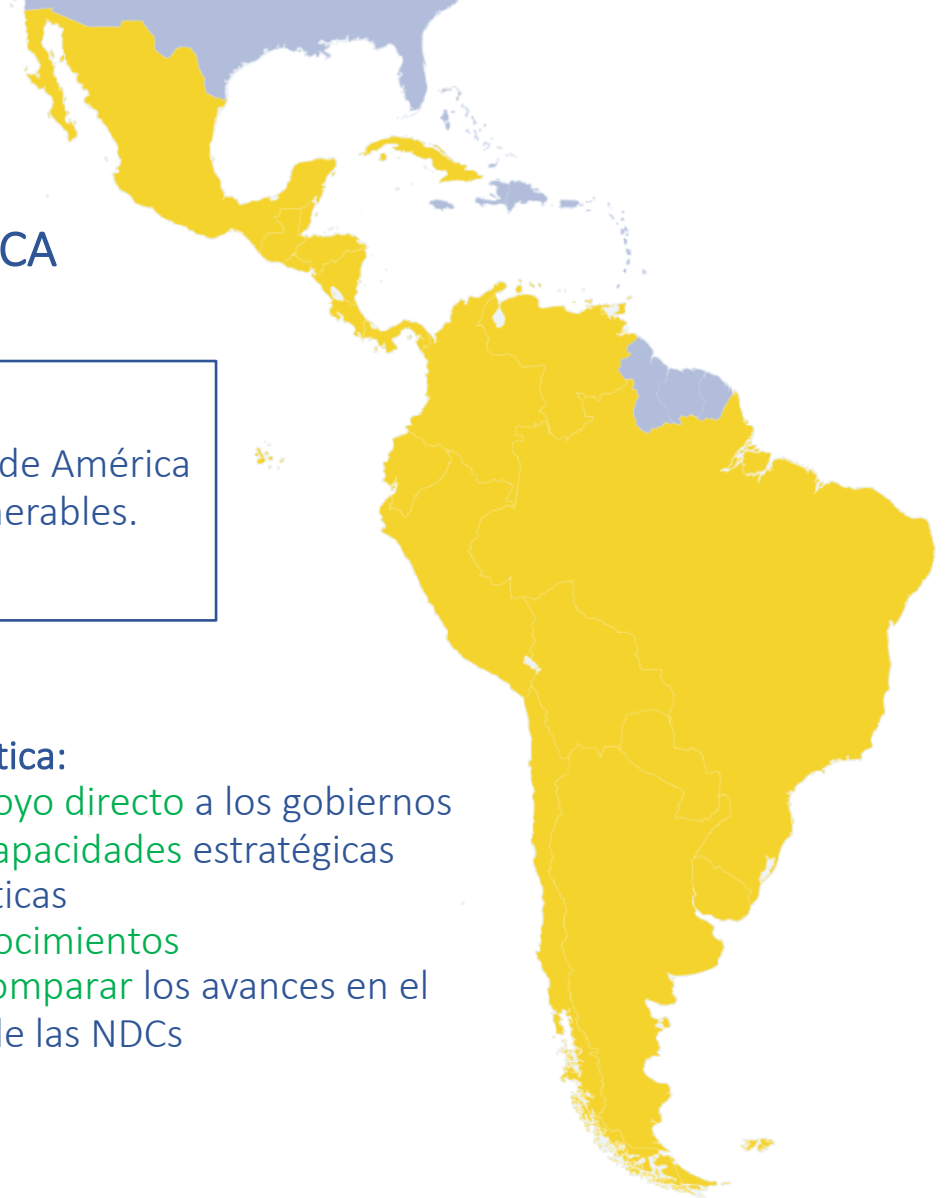 CA
de América
nerables.
tica:
oyo directo a los gobiernos
apacidades estratégicas
ticas
ocimientos
omparar los avances en el
de las NDCs